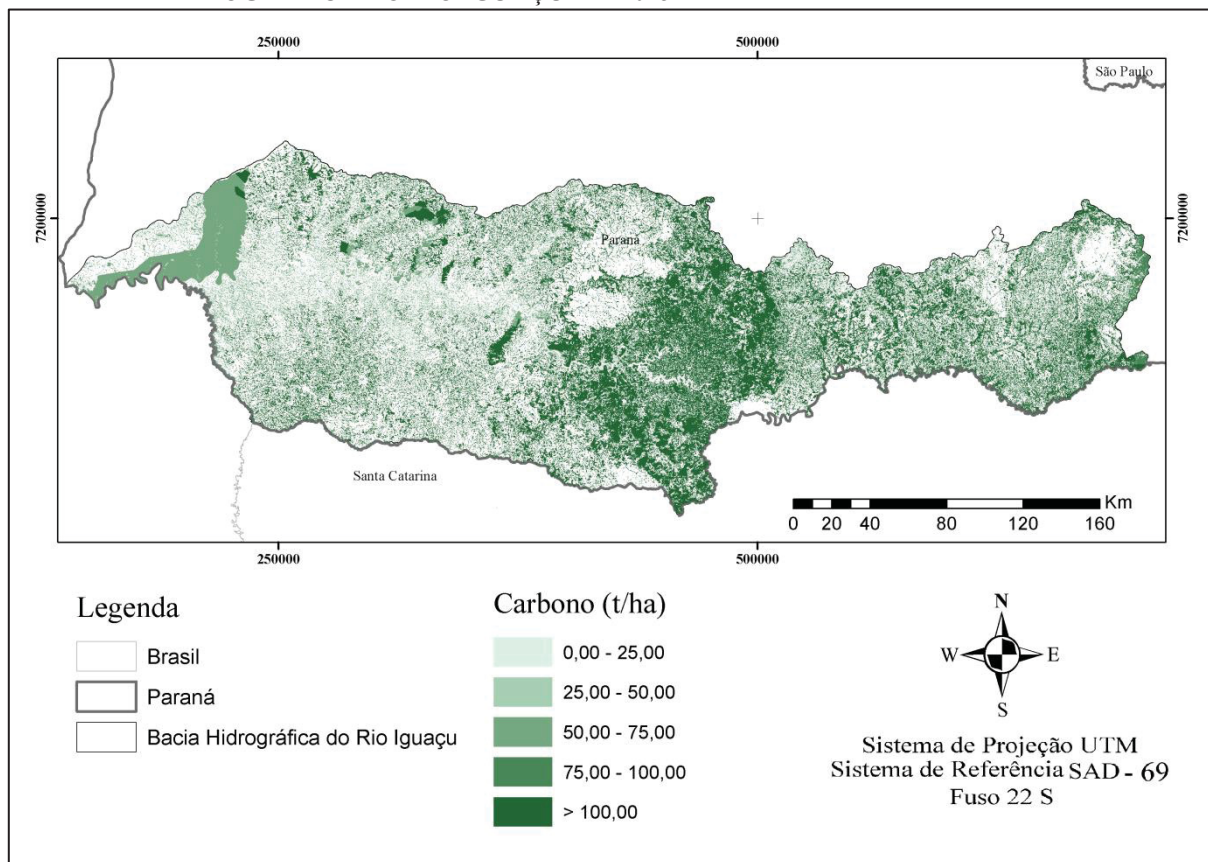 250000
500000
São Paulo
7200000
7200000
Paraná
Santa Catarina
Km
0 20 40 80 120 160
250000
500000
Legenda
Brasil
Paraná
Bacia Hidrográfica do Rio Iguaçu
Carbono (t/ha)
0,00 - 25,00
25,00 - 50,00
50,00 - 75,00
75,00 - 100,00
> 100,00
N
W E
S
Sistema de Projeção UTM
Sistema de Referência SAD - 69
Fuso 22 S